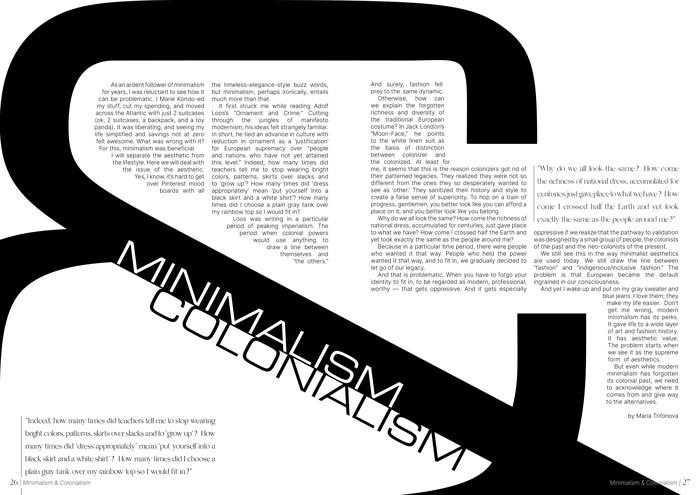 As an ardent follower of minimalism
for years, I was reluctant to see how it
can be problematic. I Marie Kondo-ed
my stuff, cut my spending, and moved
across the Atlantic with just 2 suitcases
(ok, 2 suitcases, a backpack, and a toy
panda). It was liberating, and seeing my
life simplified and savings not at zero
felt awesome. What was wrong with it?
For this, minimalism was beneficial.
I will separate the aesthetic from
the lifestyle. Here we will deal with
the issue of the aesthetic.
Yes, I know, it's hard to get
over Pinterest mood
boards with all
the timeless-elegance-style buzz words,
but minimalism, perhaps ironically, entails
much more than that.
It first struck me while reading Adolf
Loos's "Ornament and Crime." Cutting
through the jungles of manifesto
modernism, his ideas felt strangely familiar.
In short, he tied an advance in culture with
reduction in ornament as a 'justification'
for European supremacy over "people
and nations who have not yet attained
this level." Indeed, how many times did
teachers tell me to stop wearing bright
colors, patterns, skirts over slacks and
to 'grow up'? How many times did 'dress
appropriately' mean 'put yourself into a
black skirt and a white shirt'? How many
times did I choose a plain gray tank over
my rainbow top so I would fit in?
Loos was writing in a particular
period of peaking imperialism. The
period when colonial powers
would use anything to
draw a line between
themselves and
"the others."
MINIMALISM
COLONIALISM
"Indeed, how many times did teachers tell me to stop wearing
bright colors, patterns, skirts over slacks and to 'grow up'? How
many times did 'dress appropriately' mean 'put yourself into a
black skirt and a white shirt'? How many times did I choose a
plain gray tank over my rainbow top so I would fit in?"
26 | Minimalism & Colonialism
And surely, fashion fell
prey to the same dynamic.
Otherwise, how can
we explain the forgotten
richness and diversity of
the traditional European
costume? In Jack London's
"Moon-Face," he points
to the white linen suit as
the basis of distinction
between colonizer and
the colonized. At least for
me, it seems that this is the reason colonizers got rid of
their patterned legacies. They realized they were not so
different from the ones they so desperately wanted to
see as 'other.' They sanitized their history and style to
create a false sense of superiority. To hop on a train of
progress, gentlemen, you better look like you can afford a
place on it, and you better look like you belong.
Why do we all look the same? How come the richness of
national dress, accumulated for centuries, just gave place
to what we have? How come I crossed half the Earth and
yet look exactly the same as the people around me?
Because in a particular time period, there were people
who wanted it that way. People who held the power
wanted it that way, and to fit in, we gradually decided to
let go of our legacy.
And that is problematic. When you have to forgo your
identity to fit in, to be regarded as modern, professional,
worthy — that gets oppressive. And it gets especially
"Why do we all look the same? How come
the richness of national dress, accumulated for
centuries, just gave place to what we have? How
come I crossed half the Earth and yet look
exactly the same as the people around me?"
oppressive if we realize that the pathway to validation
was designed by a small group of people, the colonists
of the past and the neo-colonists of the present.
We still see this in the way minimalist aesthetics
are used today. We still draw the line between
"fashion" and "indigenious/inclusive fashion." The
problem is that European became the default
ingrained in our consciousness.
And yet I wake up and put on my gray sweater and
blue jeans. I love them; they
make my life easier. Don't
get me wrong, modern
minimalism has its perks.
It gave life to a wide layer
of art and fashion history.
It has aesthetic value.
The problem starts when
we see it as the supreme
form of aesthetics.
But even while modern
minimalism has forgotten
its colonial past, we need
to acknowledge where it
comes from and give way
to the alternatives.
by Maria Trifonova
Minimalism & Colonialism | 27